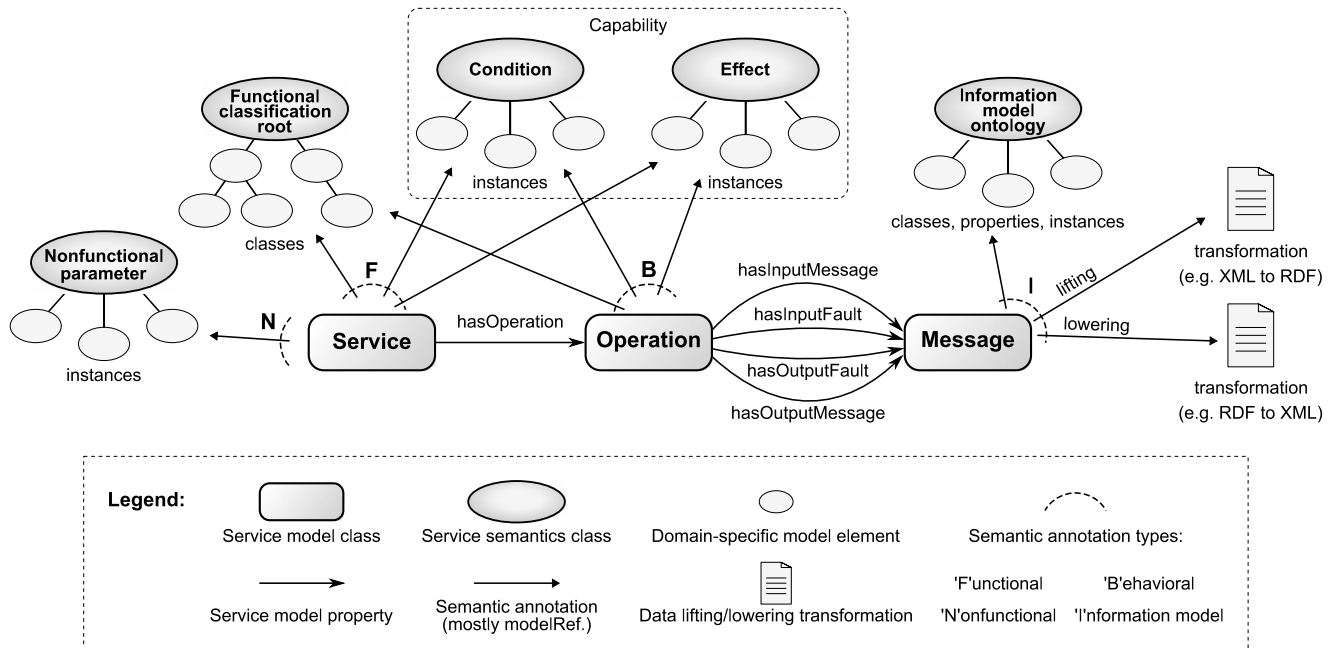 Capability
Condition
Effect
Functional
classification
root
Information
model
ontology
instances
instances
classes, properties, instances
classes
Nonfunctional
parameter
instances
transformation
(e.g. XML to RDF)
N
F
B
I
lifting
lowering
hasInputMessage
hasInputFault
hasOutputFault
hasOutputMessage
hasOperation
Service
Operation
Message
transformation
(e.g. RDF to XML)
Legend:
Service model class
Service semantics class
Domain-specific model element
Semantic annotation types:
Service model property
Semantic annotation
(mostly modelRef.)
Data lifting/lowering transformation
'F'unctional
'B'ehavioral
'N'onfunctional
'I'nformation model